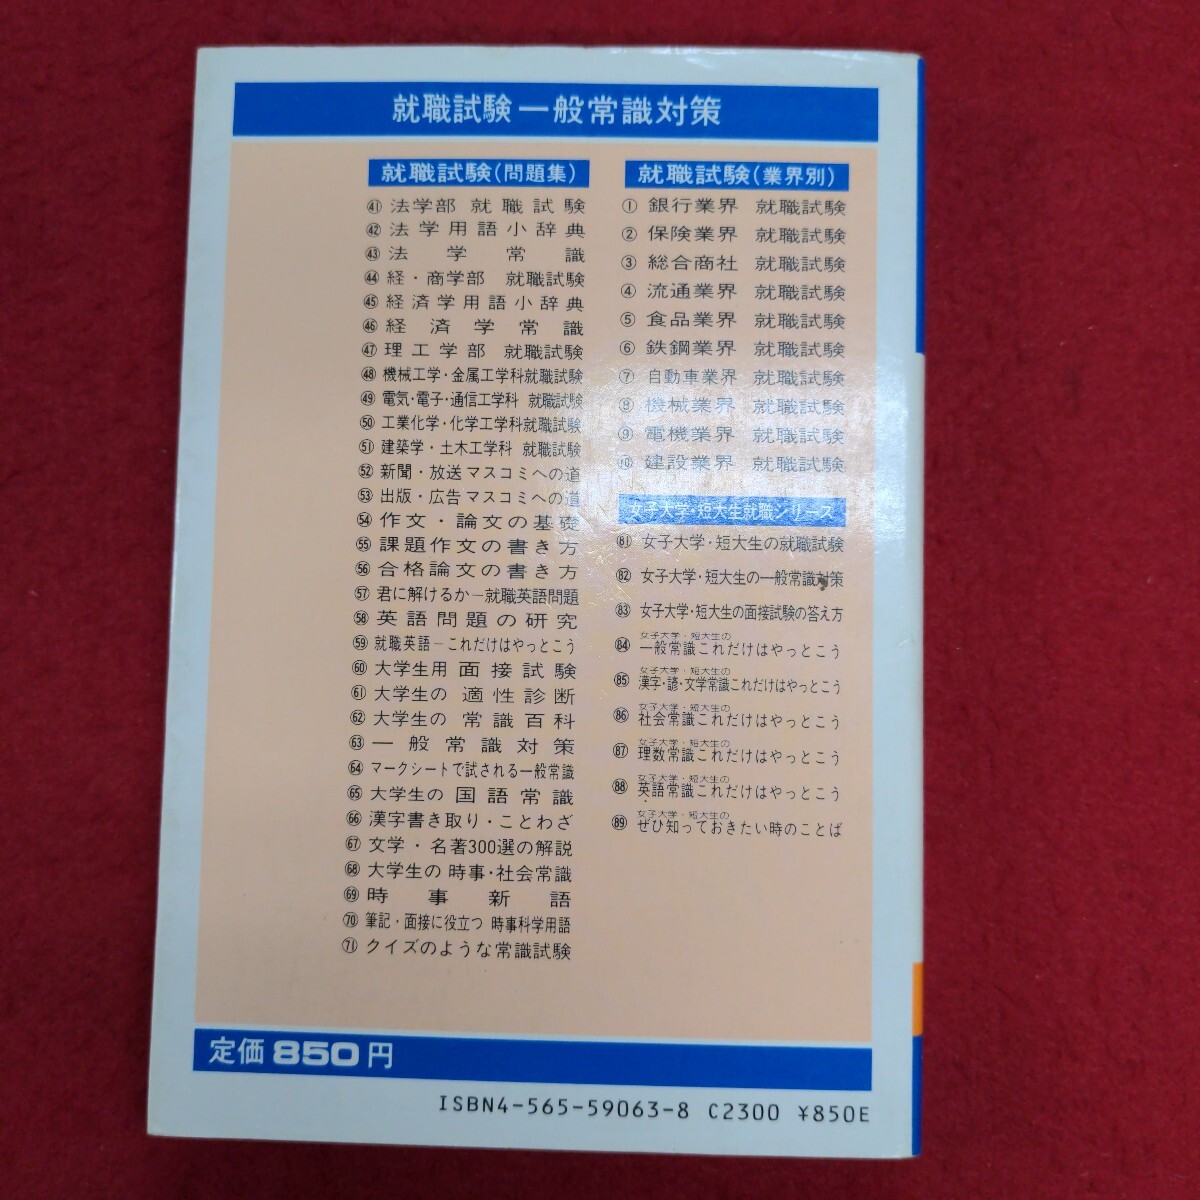 就職試験一般常識対策
就職試験(業界別)
① 銀行業界 就職試験
② 保険業界 就職試験
③ 総合商社 就職試験
④ 流通業界 就職試験
⑤ 食品業界 就職試験
⑥ 鉄鋼業界 就職試験
⑦ 自動車業界 就職試験
⑧ 機械業界 就職試験
⑨ 電機業界 就職試験
⑩ 建設業界 就職試験
女子大学・短大生就職シリーズ
81 女子大学・短大生の就職試験
82 女子大学・短大生の一般常識対策
83 女子大学・短大生の面接試験の答え方
女子大学・短大生の
84 一般常識これだけはやっとこう
女子大学・短大生の
85 漢字・諺・文学常識これだけはやっとこう
女子大学・短大生の
86 社会常識これだけはやっとこう
女子大学・短大生の
87 理数常識これだけはやっとこう
女子大学・短大生の
88 英語常識これだけはやっとこう
女子大学・短大生の
89 ぜひ知っておきたい時のことば
就職試験(問題集)
㊶ 法学部 就職試験
㊷ 法学用語小辞典
㊸ 法学常識
㊹ 経・商学部 就職試験
㊺ 経済学用語小辞典
㊻ 経済学常識
㊼ 理工学部 就職試験
㊽ 機械工学・金属工学科就職試験
㊾ 電気・電子・通信工学科 就職試験
㊿ 工業化学・化学工学科就職試験
51 建築学・土木工学科 就職試験
52 新聞・放送マスコミへの道
53 出版・広告マスコミへの道
54 作文・論文の基礎
55 課題作文の書き方
56 合格論文の書き方
57 君に解けるか―就職英語問題
58 英語問題の研究
59 就職英語―これだけはやっとこう
60 大学生用 面接試験
61 大学生の 適性診断
62 大学生の 常識百科
63 一般常識対策
64 マークシートで試される一般常識
65 大学生の 国語常識
66 漢字書き取り・ことわざ
67 文学・名著300選の解説
68 大学生の 時事・社会常識
69 時事新語
70 筆記・面接に役立つ 時事科学用語
71 クイズのような常識試験
定価850円
ISBN4-565-59063-8 C2300 ¥850E